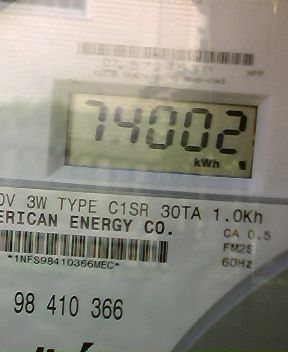 74002
kWh
0V 3W TYPE C1SR 30TA 1.0Kh
ERICAN ENERGY CO.
CA 0.5
FM2S
60Hz
*1NFS98410366MEC*
98 410 366